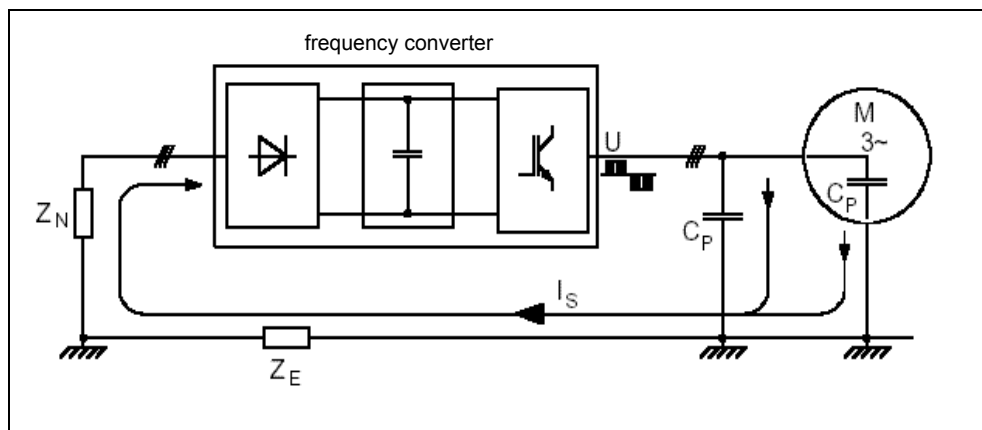 frequency converter
U
M
3~
Z_N
C_P
C_P
I_S
Z_E